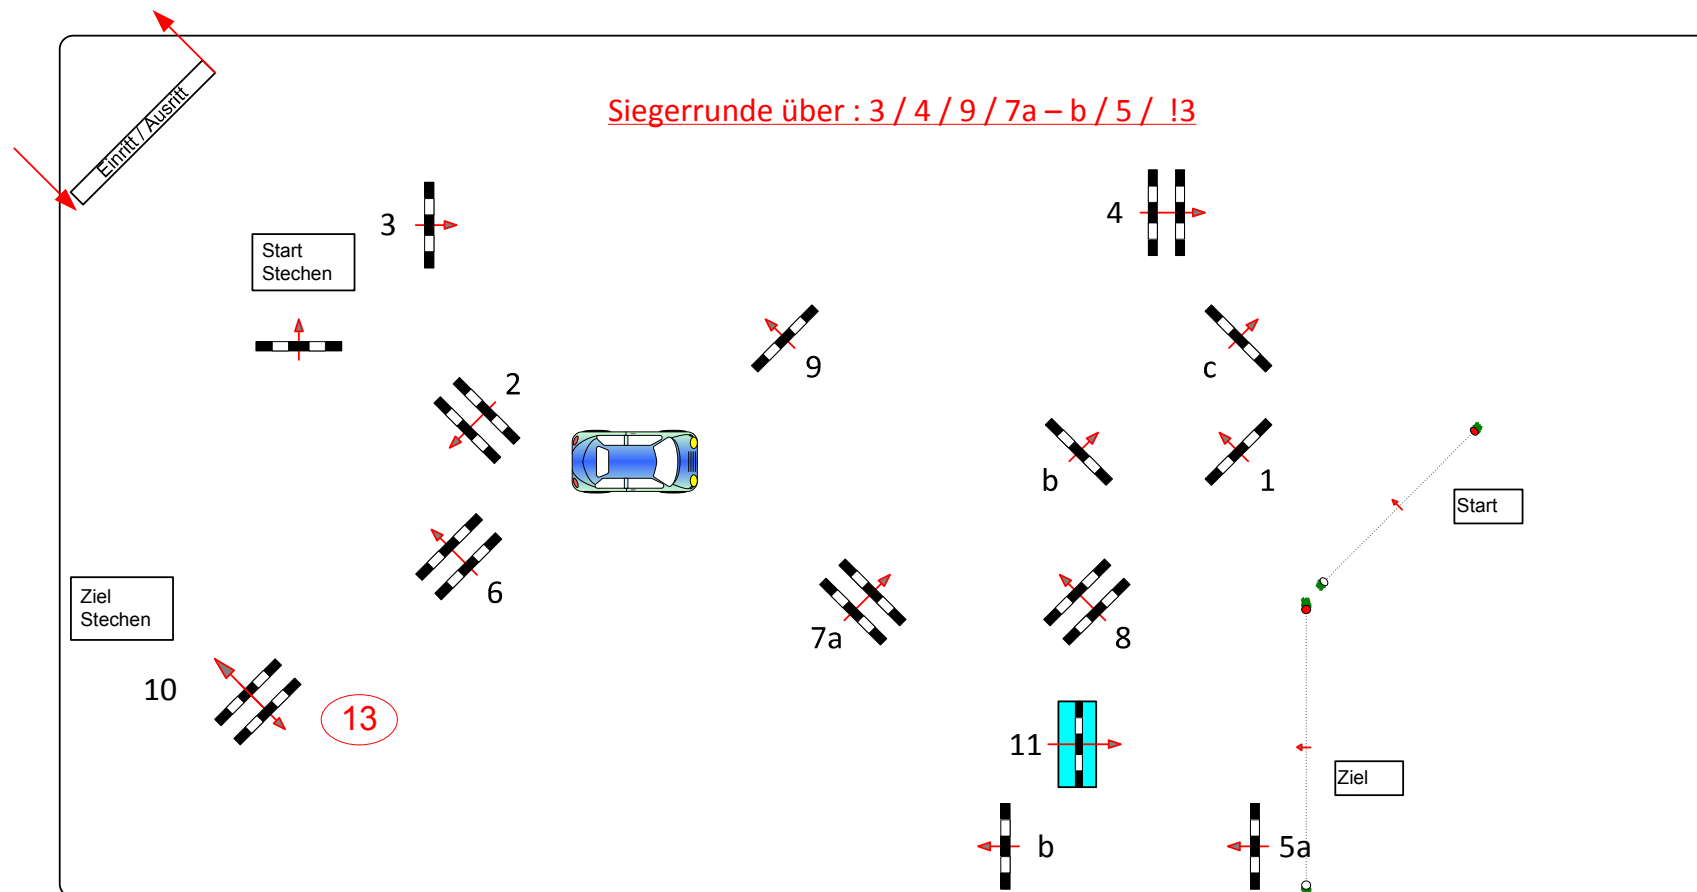 Einritt / Ausritt
Siegerrunde über : 3 / 4 / 9 / 7a – b / 5 / !3
3
4
Start
Stechen
9
c
2
b
1
Start
6
Ziel
Stechen
7a
8
10
13
11
Ziel
b
5a